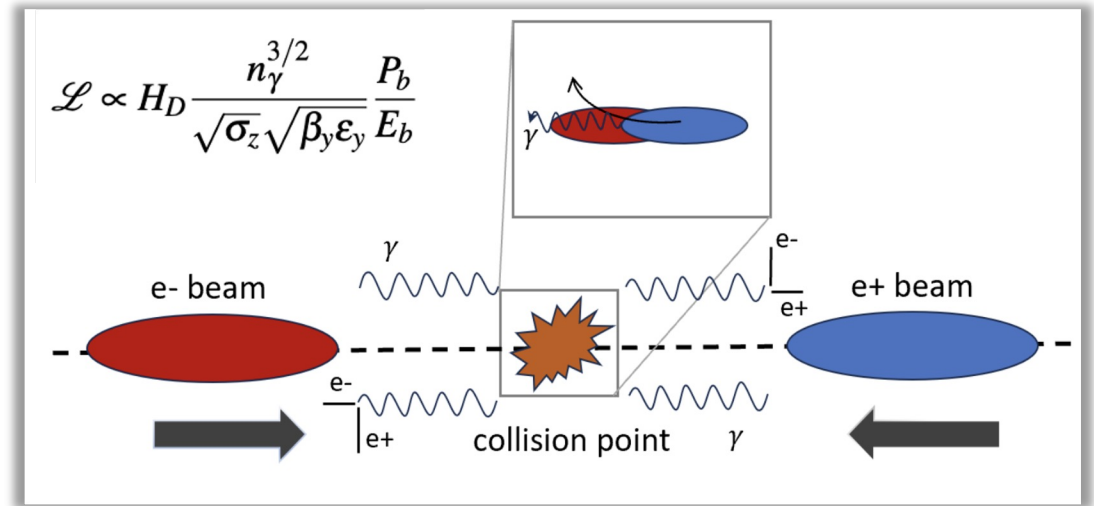 ℒ ∝ H_D n_γ^{3/2} / (√σ_z √(β_y ε_y)) P_b / E_b
γ
γ
e-
e- beam
e+
e+ beam
e-
e+
collision point
γ